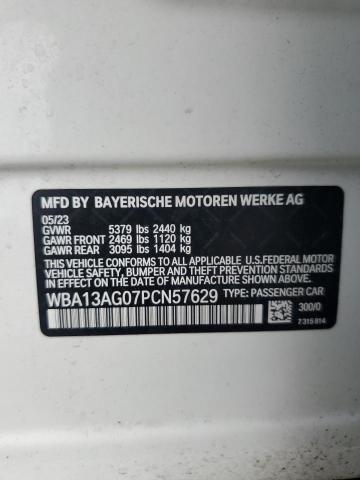 MFD BY BAYERISCHE MOTOREN WERKE AG
05/23
GVWR 5379 lbs 2440 kg
GAWR FRONT 2469 lbs 1120 kg
GAWR REAR 3095 lbs 1404 kg
THIS VEHICLE CONFORMS TO ALL APPLICABLE
FEDERAL MOTOR VEHICLE SAFETY, BUMPER, AND
THEFT PREVENTION STANDARDS IN EFFECT ON
THE DATE OF MANUFACTURE SHOWN ABOVE.
WBA13AG07PCN57629 TYPE: PASSENGER CAR
300/0
7 315 814